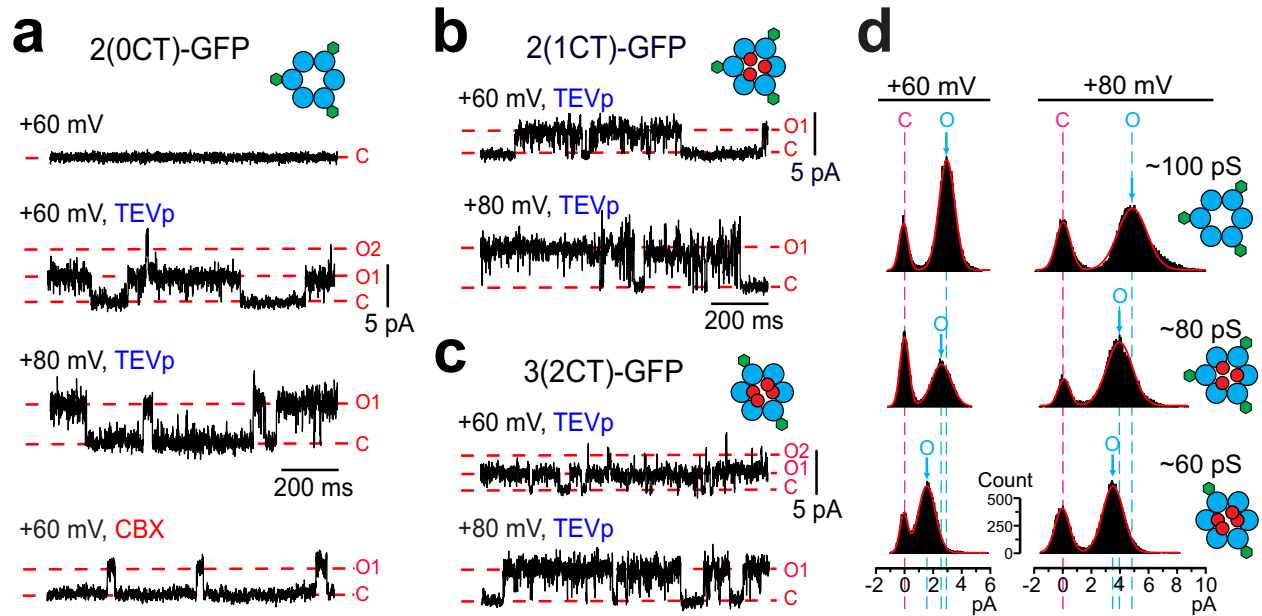 a
2(0CT)-GFP
+60 mV
C
+60 mV, TEVp
O2
O1
C
5 pA
+80 mV, TEVp
O1
C
200 ms
+60 mV, CBX
O1
C
b
2(1CT)-GFP
+60 mV, TEVp
O1
C
5 pA
+80 mV, TEVp
O1
C
200 ms
c
3(2CT)-GFP
+60 mV, TEVp
O2
O1
C
5 pA
+80 mV, TEVp
O1
C
d
+60 mV +80 mV
C O C O
~100 pS
O O
~80 pS
O O
~60 pS
Count
500
250
0
-2 0 2 4 6
pA
-2 0 2 4 6 8 10
pA